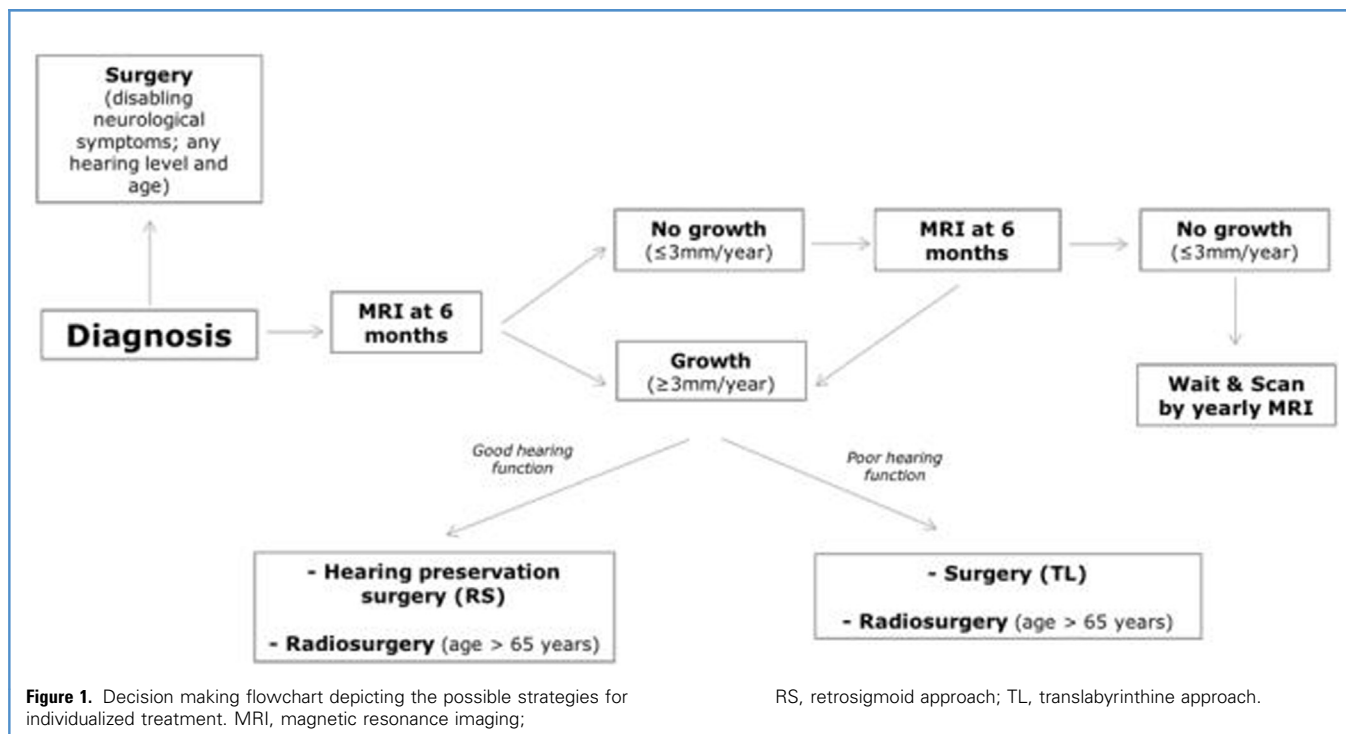 Surgery
(disabling
neurological
symptoms; any
hearing level and
age)
Diagnosis
MRI at 6
months
No growth
(≤3mm/year)
MRI at 6
months
No growth
(≤3mm/year)
Growth
(≥3mm/year)
Wait & Scan
by yearly MRI
Good hearing
function
Poor hearing
function
- Hearing preservation
surgery (RS)
- Radiosurgery (age > 65 years)
- Surgery (TL)
- Radiosurgery (age > 65 years)
Figure 1. Decision making flowchart depicting the possible strategies for
individualized treatment. MRI, magnetic resonance imaging;
RS, retrosigmoid approach; TL, translabyrinthine approach.